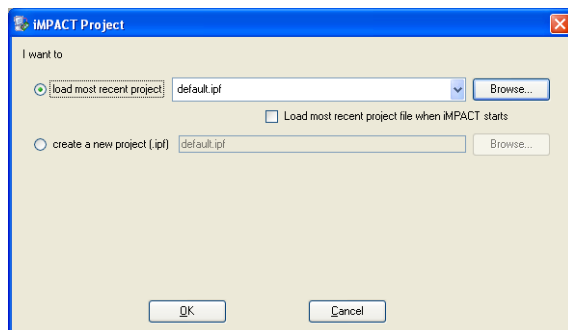 iMPACT Project
I want to
load most recent project default.ipf Browse...
Load most recent project file when iMPACT starts
create a new project (.ipf) default.ipf Browse...
OK Cancel